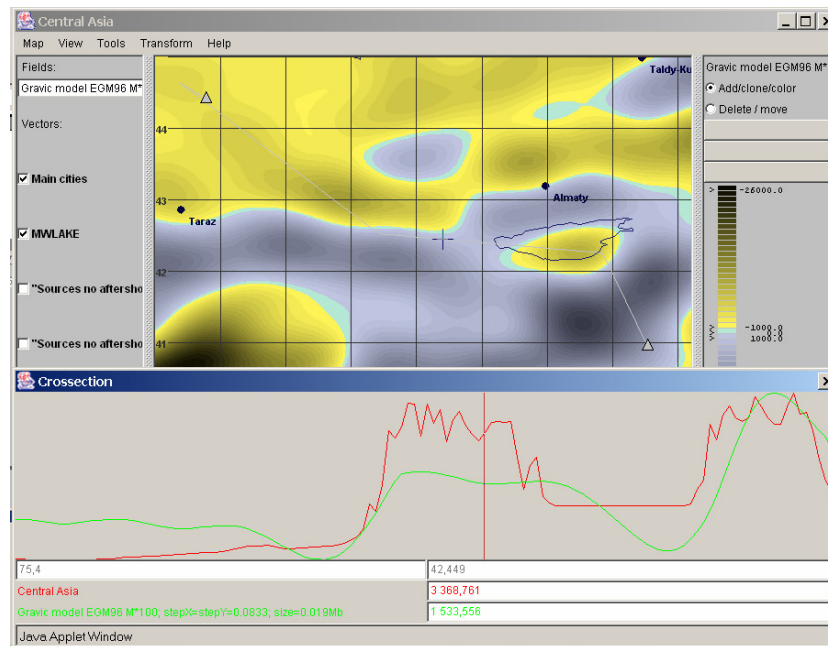 Central Asia
Map View Tools Transform Help
Fields:
Gravic model EGM96 M*
Vectors:
Main cities
MWLAKE
"Sources no aftersho
"Sources no aftersho
44
43
42
41
Taldy-Ku
Almaty
Taraz
Gravic model EGM96 M*
Add/clone/color
Delete / move
> -26000.0
-1000.0
0
1000.0
Crossection
75,4 42,449
Central Asia 3 368,761
Gravic model EGM96 M*100; stepX=stepY=0.0833; size=0.019Mb 1 533,556
Java Applet Window